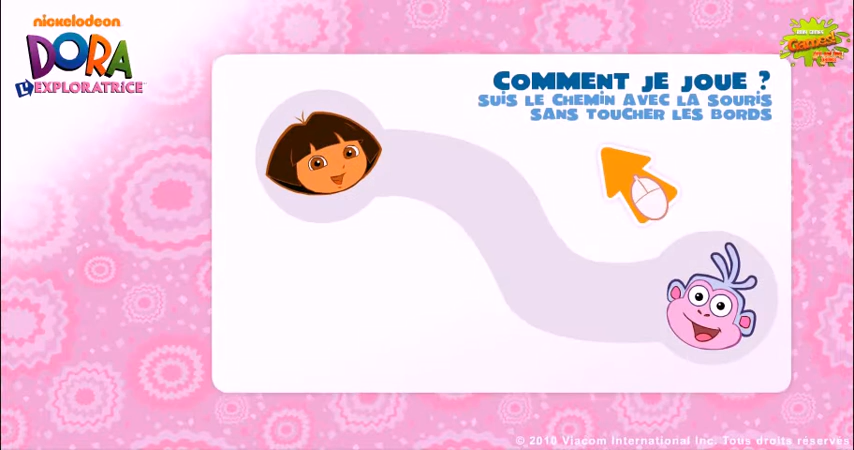 nickelodeon
DORA
L'EXPLORATRICE
Games!
COMMENT JE JOUE ?
SUIS LE CHEMIN AVEC LA SOURIS
SANS TOUCHER LES BORDS
© 2010 Viacom International Inc. Tous droits réservés